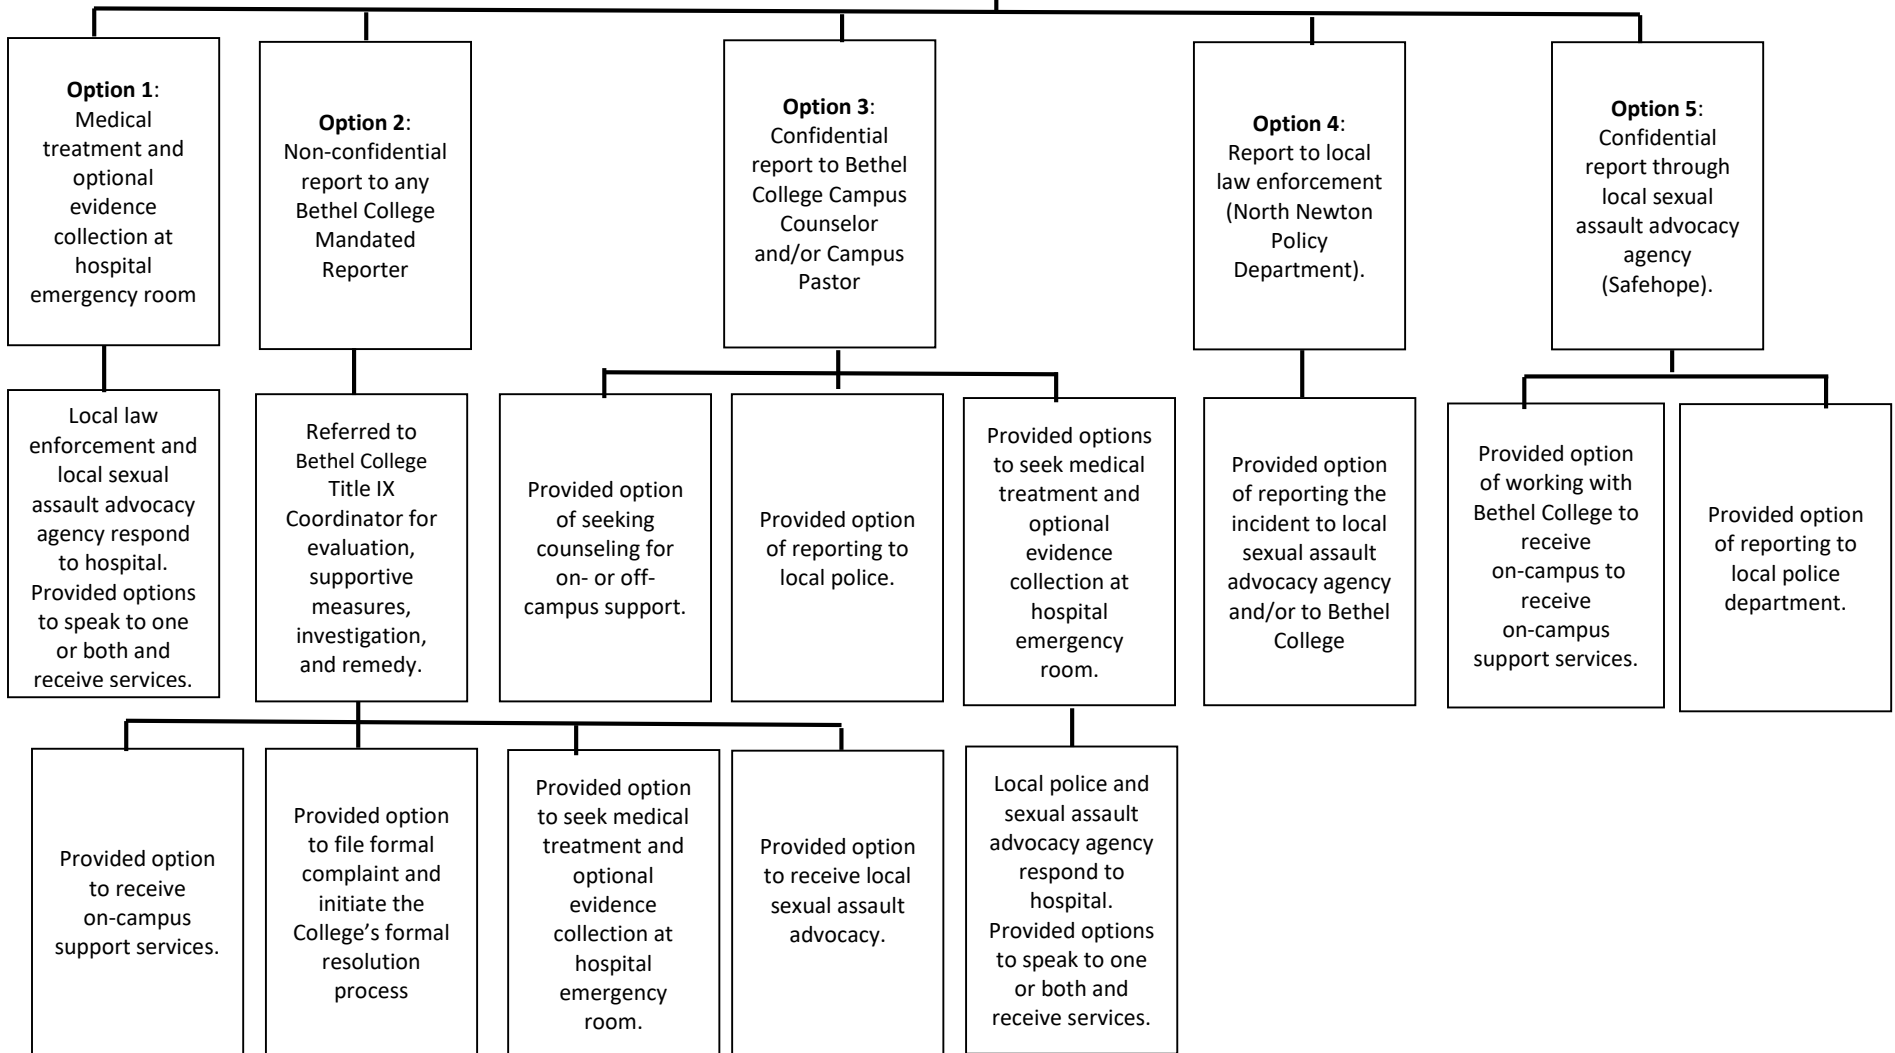 Option 1:
Medical
treatment and
optional
evidence
collection at
hospital
emergency room
Option 2:
Non-confidential
report to any
Bethel College
Mandated
Reporter
Option 3:
Confidential
report to Bethel
College Campus
Counselor
and/or Campus
Pastor
Option 4:
Report to local
law enforcement
(North Newton
Policy
Department).
Option 5:
Confidential
report through
local sexual
assault advocacy
agency
(Safehope).
Local law
enforcement and
local sexual
assault advocacy
agency respond
to hospital.
Provided options
to speak to one
or both and
receive services.
Referred to
Bethel College
Title IX
Coordinator for
evaluation,
supportive
measures,
investigation,
and remedy.
Provided option
of seeking
counseling for
on- or off-
campus support.
Provided option
of reporting to
local police.
Provided options
to seek medical
treatment and
optional
evidence
collection at
hospital
emergency
room.
Provided option
of reporting the
incident to local
sexual assault
advocacy agency
and/or to Bethel
College
Provided option
of working with
Bethel College to
receive
on-campus to
receive
on-campus
support services.
Provided option
of reporting to
local police
department.
Provided option
to receive
on-campus
support services.
Provided option
to file formal
complaint and
initiate the
College’s formal
resolution
process
Provided option
to seek medical
treatment and
optional
evidence
collection at
hospital
emergency
room.
Provided option
to receive local
sexual assault
advocacy.
Local police and
sexual assault
advocacy agency
respond to
hospital.
Provided options
to speak to one
or both and
receive services.